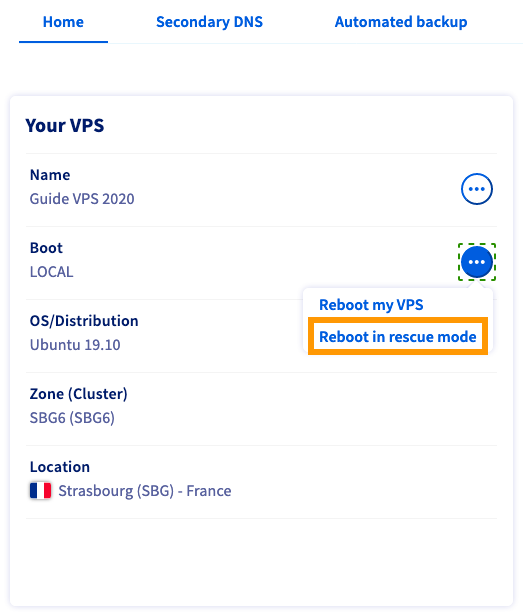 Home Secondary DNS Automated backup
Your VPS
Name
Guide VPS 2020
Boot
LOCAL
Reboot my VPS
Reboot in rescue mode
OS/Distribution
Ubuntu 19.10
Zone (Cluster)
SBG6 (SBG6)
Location
Strasbourg (SBG) - France